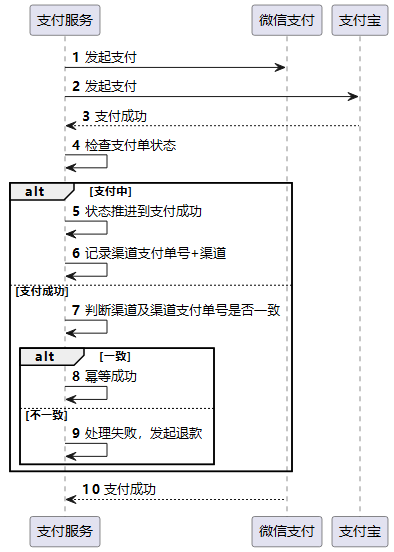 支付服务 微信支付 支付宝
1 发起支付
2 发起支付
3 支付成功
4 检查支付单状态
alt [支付中]
5 状态推进到支付成功
6 记录渠道支付单号+渠道
[支付成功]
7 判断渠道及渠道支付单号是否一致
alt [一致]
8 幂等成功
[不一致]
9 处理失败，发起退款
10 支付成功
支付服务 微信支付 支付宝